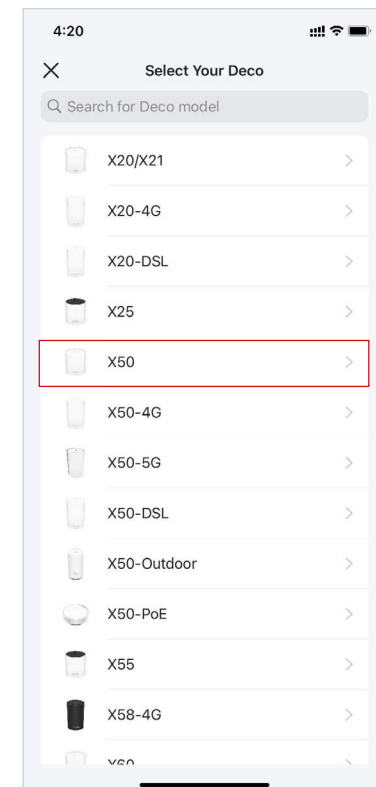 4:20
Select Your Deco
Search for Deco model
X20/X21
X20-4G
X20-DSL
X25
X50
X50-4G
X50-5G
X50-DSL
X50-Outdoor
X50-PoE
X55
X58-4G
X60